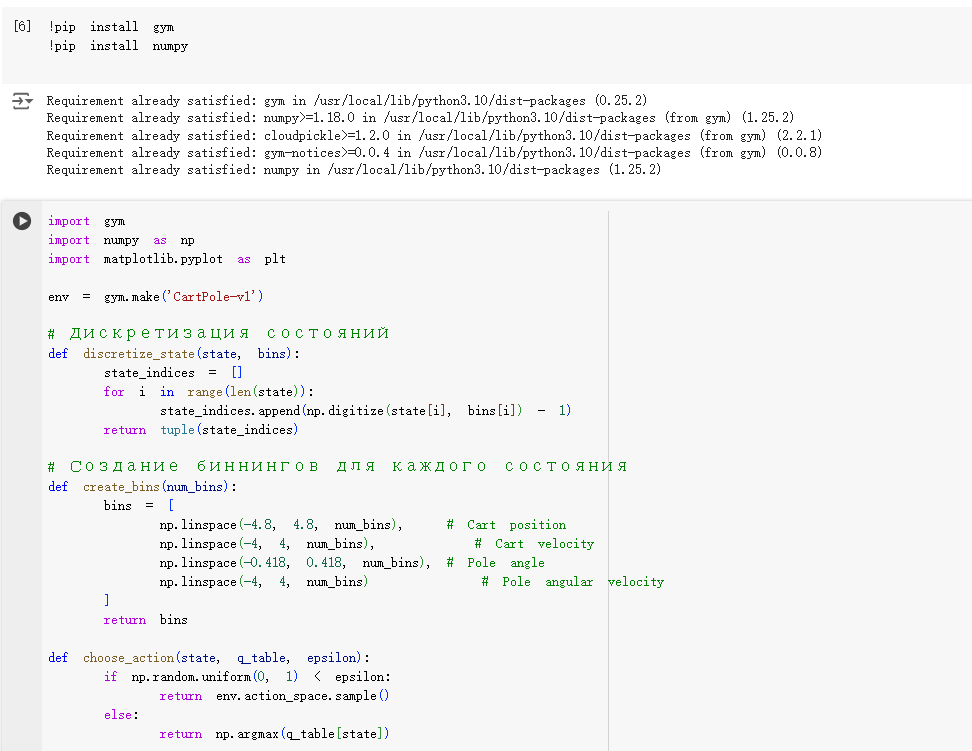 [6] !pip install gym
!pip install numpy
Requirement already satisfied: gym in /usr/local/lib/python3.10/dist-packages (0.25.2)
Requirement already satisfied: numpy>=1.18.0 in /usr/local/lib/python3.10/dist-packages (from gym) (1.25.2)
Requirement already satisfied: cloudpickle>=1.2.0 in /usr/local/lib/python3.10/dist-packages (from gym) (2.2.1)
Requirement already satisfied: gym-notices>=0.0.4 in /usr/local/lib/python3.10/dist-packages (from gym) (0.0.8)
Requirement already satisfied: numpy in /usr/local/lib/python3.10/dist-packages (1.25.2)
import gym
import numpy as np
import matplotlib.pyplot as plt
env = gym.make('CartPole-v1')
# Дискретизация состояний
def discretize_state(state, bins):
state_indices = []
for i in range(len(state)):
state_indices.append(np.digitize(state[i], bins[i]) - 1)
return tuple(state_indices)
# Создание биннингов для каждого состояния
def create_bins(num_bins):
bins = [
np.linspace(-4.8, 4.8, num_bins), # Cart position
np.linspace(-4, 4, num_bins), # Cart velocity
np.linspace(-0.418, 0.418, num_bins), # Pole angle
np.linspace(-4, 4, num_bins) # Pole angular velocity
]
return bins
def choose_action(state, q_table, epsilon):
if np.random.uniform(0, 1) < epsilon:
return env.action_space.sample()
else:
return np.argmax(q_table[state])